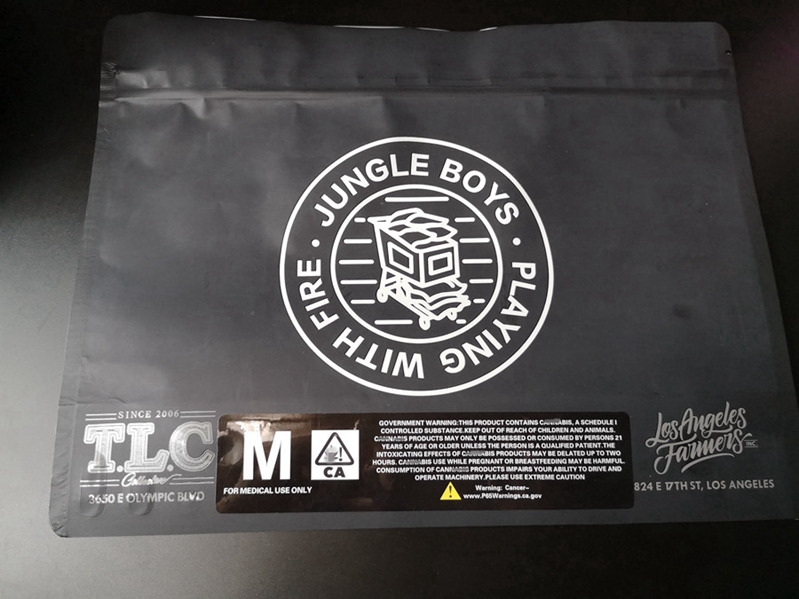 JUNGLE BOYS · PLAYING WITH FIRE ·
SINCE 2006
T.L.C
Collective
3650 E OLYMPIC BLVD
M
FOR MEDICAL USE ONLY
!
CA
GOVERNMENT WARNING:THIS PRODUCT CONTAINS CANNABIS, A SCHEDULE I
CONTROLLED SUBSTANCE.KEEP OUT OF REACH OF CHILDREN AND ANIMALS.
CANNABIS PRODUCTS MAY ONLY BE POSSESSED OR CONSUMED BY PERSONS 21
YEARS OF AGE OR OLDER UNLESS THE PERSON IS A QUALIFIED PATIENT.THE
INTOXICATING EFFECTS OF CANNABIS PRODUCTS MAY BE DELAYED UP TO TWO
HOURS. CANNABIS USE WHILE PREGNANT OR BREASTFEEDING MAY BE HARMFUL.
CONSUMPTION OF CANNABIS PRODUCTS IMPAIRS YOUR ABILITY TO DRIVE AND
OPERATE MACHINERY.PLEASE USE EXTREME CAUTION
! Warning: Cancer-
www.P65Warnings.ca.gov
Los Angeles
Farmers INC
824 E 17TH ST, LOS ANGELES